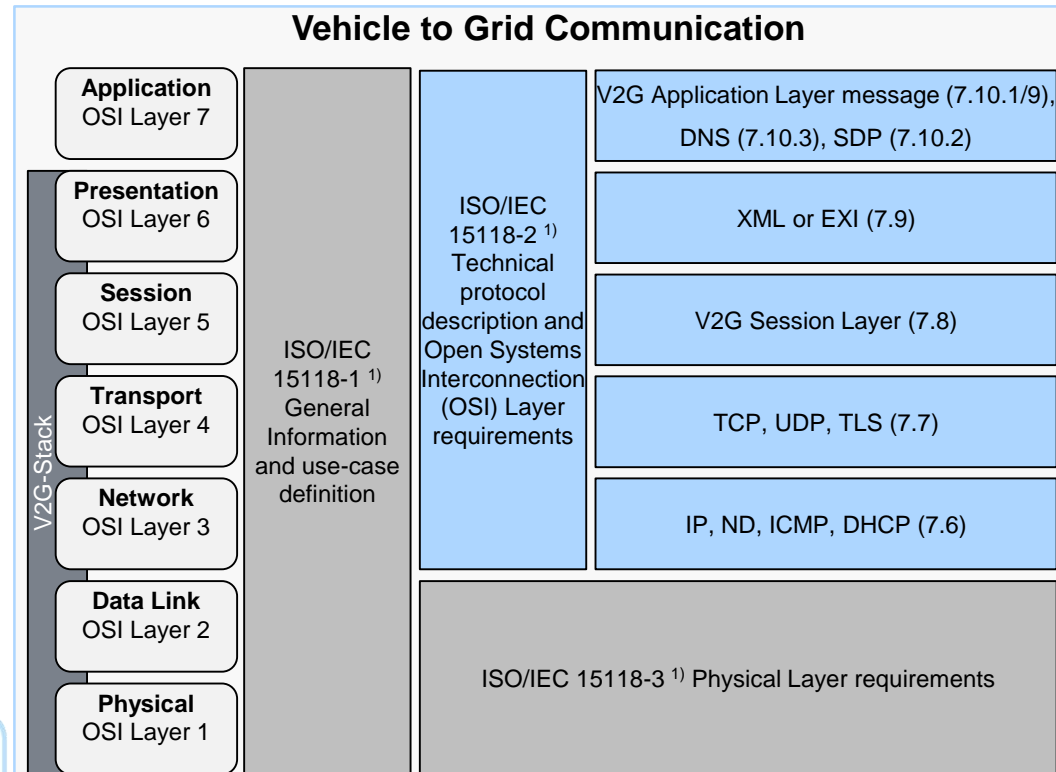 Vehicle to Grid Communication
Application
OSI Layer 7
Presentation
OSI Layer 6
Session
OSI Layer 5
Transport
OSI Layer 4
Network
OSI Layer 3
Data Link
OSI Layer 2
Physical
OSI Layer 1
V2G-Stack
ISO/IEC
15118-1 1)
General
Information
and use-case
definition
ISO/IEC
15118-2 1)
Technical
protocol
description and
Open Systems
Interconnection
(OSI) Layer
requirements
V2G Application Layer message (7.10.1/9),
DNS (7.10.3), SDP (7.10.2)
XML or EXI (7.9)
V2G Session Layer (7.8)
TCP, UDP, TLS (7.7)
IP, ND, ICMP, DHCP (7.6)
ISO/IEC 15118-3 1) Physical Layer requirements